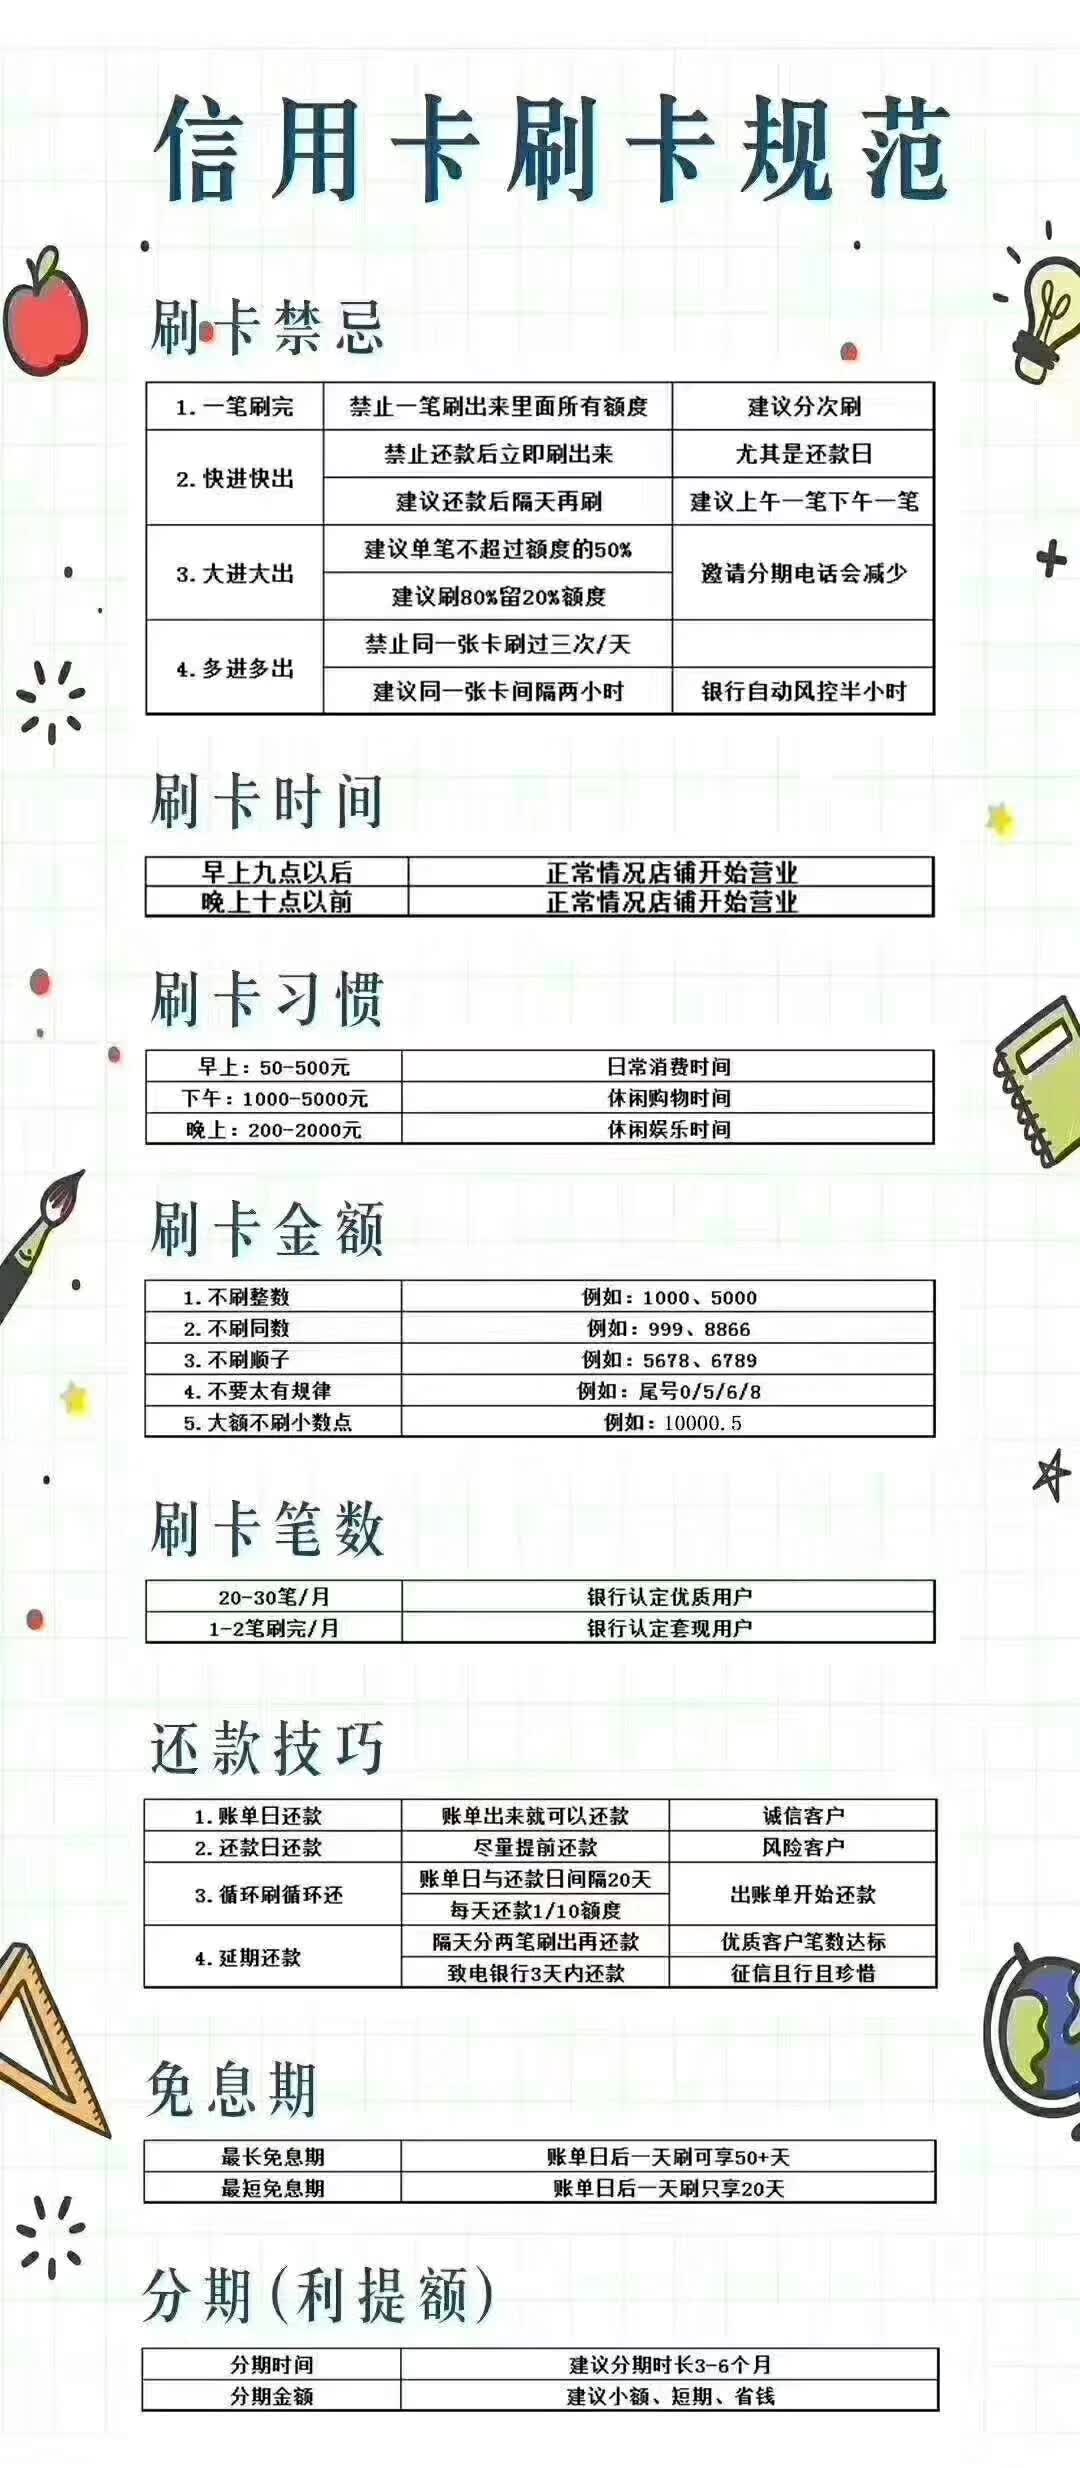 信用卡刷卡规范
刷卡禁忌
1.一笔刷完 禁止一笔刷出来里面所有额度 建议分次刷
2.快进快出 禁止还款后立即刷出来 尤其是还款日
建议还款后隔天再刷 建议上午一笔下午一笔
3.大进大出 建议单笔不超过额度的50% 邀请分期电话会减少
建议刷80%留20%额度
4.多进多出 禁止同一张卡刷过三次/天
建议同一张卡间隔两小时 银行自动风控半小时
刷卡时间
早上九点以后 正常情况店铺开始营业
晚上十点以前 正常情况店铺开始营业
刷卡习惯
早上：50-500元 日常消费时间
下午：1000-5000元 休闲购物时间
晚上：200-2000元 休闲娱乐时间
刷卡金额
1.不刷整数 例如：1000、5000
2.不刷同数 例如：999、8866
3.不刷顺子 例如：5678、6789
4.不要太有规律 例如：尾号0/5/6/8
5.大额不刷小数点 例如：10000.5
刷卡笔数
20-30笔/月 银行认定优质用户
1-2笔刷完/月 银行认定套现用户
还款技巧
1.账单日还款 账单出来就可以还款 诚信客户
2.还款日还款 尽量提前还款 风险客户
3.循环刷循环还 账单日与还款日间隔20天 出账单开始还款
每天还款1/10额度
4.延期还款 隔天分两笔刷出再还款 优质客户笔数达标
致电银行3天内还款 征信且行且珍惜
免息期
最长免息期 账单日后一天刷可享50+天
最短免息期 账单日后一天刷只享20天
分期(利提额)
分期时间 建议分期时长3-6个月
分期金额 建议小额、短期、省钱